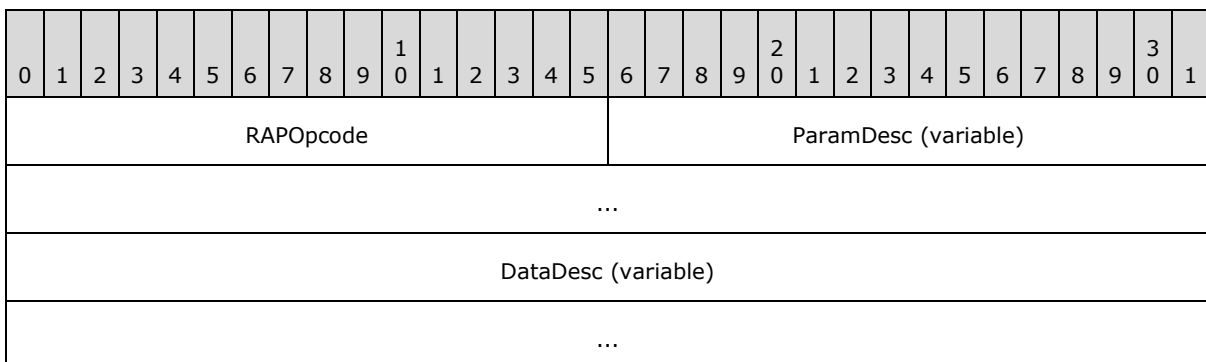 1 2 3
0 1 2 3 4 5 6 7 8 9 0 1 2 3 4 5 6 7 8 9 0 1 2 3 4 5 6 7 8 9 0 1
RAPOpcode ParamDesc (variable)
...
DataDesc (variable)
...